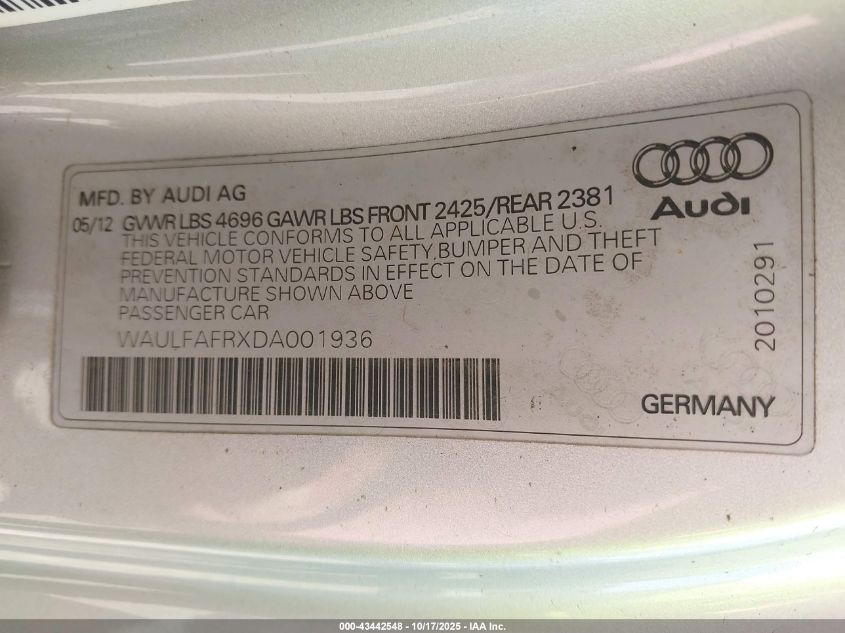 MFD. BY AUDI AG
05/12 GVWR LBS 4696 GAWR LBS FRONT 2425/REAR 2381
THIS VEHICLE CONFORMS TO ALL APPLICABLE U.S.
FEDERAL MOTOR VEHICLE SAFETY,BUMPER AND THEFT
PREVENTION STANDARDS IN EFFECT ON THE DATE OF
MANUFACTURE SHOWN ABOVE
PASSENGER CAR
WAULFAFRXDA001936
Audi
2010291
GERMANY
000-43442548 - 10/17/2025 - IAA Inc.